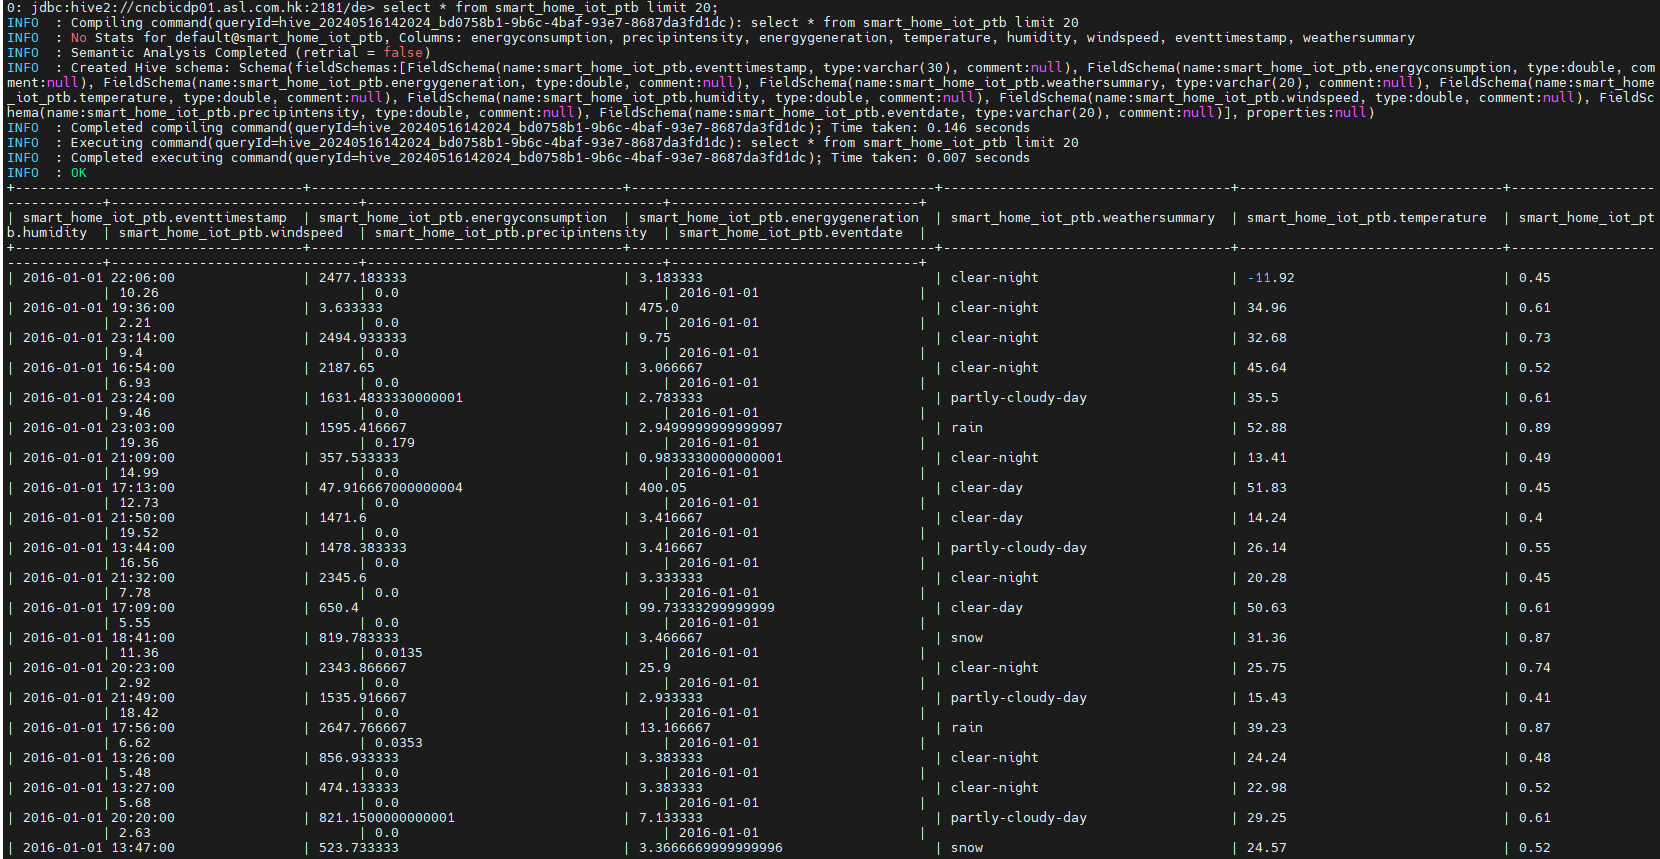 0: jdbc:hive2://cncbicdp01.asl.com.hk:2181/de> select * from smart_home_iot_ptb limit 20;
INFO  : Compiling command(queryId=hive_20240516142024_bd0758b1-9b6c-4baf-93e7-8687da3fd1dc): select * from smart_home_iot_ptb limit 20
INFO  : No Stats for default@smart_home_iot_ptb, Columns: energyconsumption, precipintensity, energygeneration, temperature, humidity, windspeed, eventtimestamp, weathersummary
INFO  : Semantic Analysis Completed (retrial = false)
INFO  : Created Hive schema: Schema(fieldSchemas:[FieldSchema(name:smart_home_iot_ptb.eventtimestamp, type:varchar(30), comment:null), FieldSchema(name:smart_home_iot_ptb.energyconsumption, type:double, com
ment:null), FieldSchema(name:smart_home_iot_ptb.energygeneration, type:double, comment:null), FieldSchema(name:smart_home_iot_ptb.weathersummary, type:varchar(20), comment:null), FieldSchema(name:smart_home
_iot_ptb.temperature, type:double, comment:null), FieldSchema(name:smart_home_iot_ptb.humidity, type:double, comment:null), FieldSchema(name:smart_home_iot_ptb.windspeed, type:double, comment:null), FieldSc
hema(name:smart_home_iot_ptb.precipintensity, type:double, comment:null), FieldSchema(name:smart_home_iot_ptb.eventdate, type:varchar(20), comment:null)], properties:null)
INFO  : Completed compiling command(queryId=hive_20240516142024_bd0758b1-9b6c-4baf-93e7-8687da3fd1dc); Time taken: 0.146 seconds
INFO  : Executing command(queryId=hive_20240516142024_bd0758b1-9b6c-4baf-93e7-8687da3fd1dc): select * from smart_home_iot_ptb limit 20
INFO  : Completed executing command(queryId=hive_20240516142024_bd0758b1-9b6c-4baf-93e7-8687da3fd1dc); Time taken: 0.007 seconds
INFO  : OK
| smart_home_iot_ptb.eventtimestamp | smart_home_iot_ptb.energyconsumption | smart_home_iot_ptb.energygeneration | smart_home_iot_ptb.weathersummary | smart_home_iot_ptb.temperature | smart_home_iot_pt
b.humidity | smart_home_iot_ptb.windspeed | smart_home_iot_ptb.precipintensity | smart_home_iot_ptb.eventdate |
| 2016-01-01 22:06:00 | 2477.183333 | 3.183333 | clear-night | -11.92 | 0.45
| 10.26 | 0.0 | 2016-01-01 |
| 2016-01-01 19:36:00 | 3.633333 | 475.0 | clear-night | 34.96 | 0.61
| 2.21 | 0.0 | 2016-01-01 |
| 2016-01-01 23:14:00 | 2494.933333 | 9.75 | clear-night | 32.68 | 0.73
| 9.4 | 0.0 | 2016-01-01 |
| 2016-01-01 16:54:00 | 2187.65 | 3.066667 | clear-night | 45.64 | 0.52
| 6.93 | 0.0 | 2016-01-01 |
| 2016-01-01 23:24:00 | 1631.4833330000001 | 2.783333 | partly-cloudy-day | 35.5 | 0.61
| 9.46 | 0.0 | 2016-01-01 |
| 2016-01-01 23:03:00 | 1595.416667 | 2.9499999999999997 | rain | 52.88 | 0.89
| 19.36 | 0.179 | 2016-01-01 |
| 2016-01-01 21:09:00 | 357.533333 | 0.9833330000000001 | clear-night | 13.41 | 0.49
| 14.99 | 0.0 | 2016-01-01 |
| 2016-01-01 17:13:00 | 47.916667000000004 | 400.05 | clear-day | 51.83 | 0.45
| 12.73 | 0.0 | 2016-01-01 |
| 2016-01-01 21:50:00 | 1471.6 | 3.416667 | clear-day | 14.24 | 0.4
| 19.52 | 0.0 | 2016-01-01 |
| 2016-01-01 13:44:00 | 1478.383333 | 3.416667 | partly-cloudy-day | 26.14 | 0.55
| 16.56 | 0.0 | 2016-01-01 |
| 2016-01-01 21:32:00 | 2345.6 | 3.333333 | clear-night | 20.28 | 0.45
| 7.78 | 0.0 | 2016-01-01 |
| 2016-01-01 17:09:00 | 650.4 | 99.73333299999999 | clear-day | 50.63 | 0.61
| 5.55 | 0.0 | 2016-01-01 |
| 2016-01-01 18:41:00 | 819.783333 | 3.466667 | snow | 31.36 | 0.87
| 11.36 | 0.0135 | 2016-01-01 |
| 2016-01-01 20:23:00 | 2343.866667 | 25.9 | clear-night | 25.75 | 0.74
| 2.92 | 0.0 | 2016-01-01 |
| 2016-01-01 21:49:00 | 1535.916667 | 2.933333 | partly-cloudy-day | 15.43 | 0.41
| 18.42 | 0.0 | 2016-01-01 |
| 2016-01-01 17:56:00 | 2647.766667 | 13.166667 | rain | 39.23 | 0.87
| 6.62 | 0.0353 | 2016-01-01 |
| 2016-01-01 13:26:00 | 856.933333 | 3.383333 | clear-night | 24.24 | 0.48
| 5.48 | 0.0 | 2016-01-01 |
| 2016-01-01 13:27:00 | 474.133333 | 3.383333 | clear-night | 22.98 | 0.52
| 5.68 | 0.0 | 2016-01-01 |
| 2016-01-01 20:20:00 | 821.1500000000001 | 7.133333 | partly-cloudy-day | 29.25 | 0.61
| 2.63 | 0.0 | 2016-01-01 |
| 2016-01-01 13:47:00 | 523.733333 | 3.3666669999999996 | snow | 24.57 | 0.52